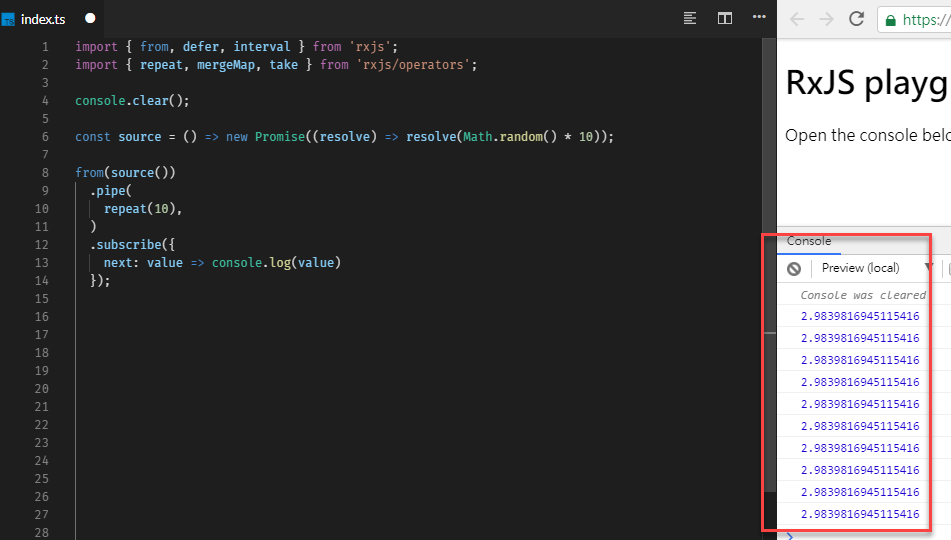 index.ts
1 import { from, defer, interval } from 'rxjs';
2 import { repeat, mergeMap, take } from 'rxjs/operators';
3
4 console.clear();
5
6 const source = () => new Promise((resolve) => resolve(Math.random() * 10));
7
8 from(source())
9 .pipe(
10 repeat(10),
11 )
12 .subscribe({
13 next: value => console.log(value)
14 });
15
16
17
18
19
20
21
22
23
24
25
26
27
28
https://
RxJS playg
Open the console belo
Console
Preview (local)
Console was cleared
2.9839816945115416
2.9839816945115416
2.9839816945115416
2.9839816945115416
2.9839816945115416
2.9839816945115416
2.9839816945115416
2.9839816945115416
2.9839816945115416
2.9839816945115416